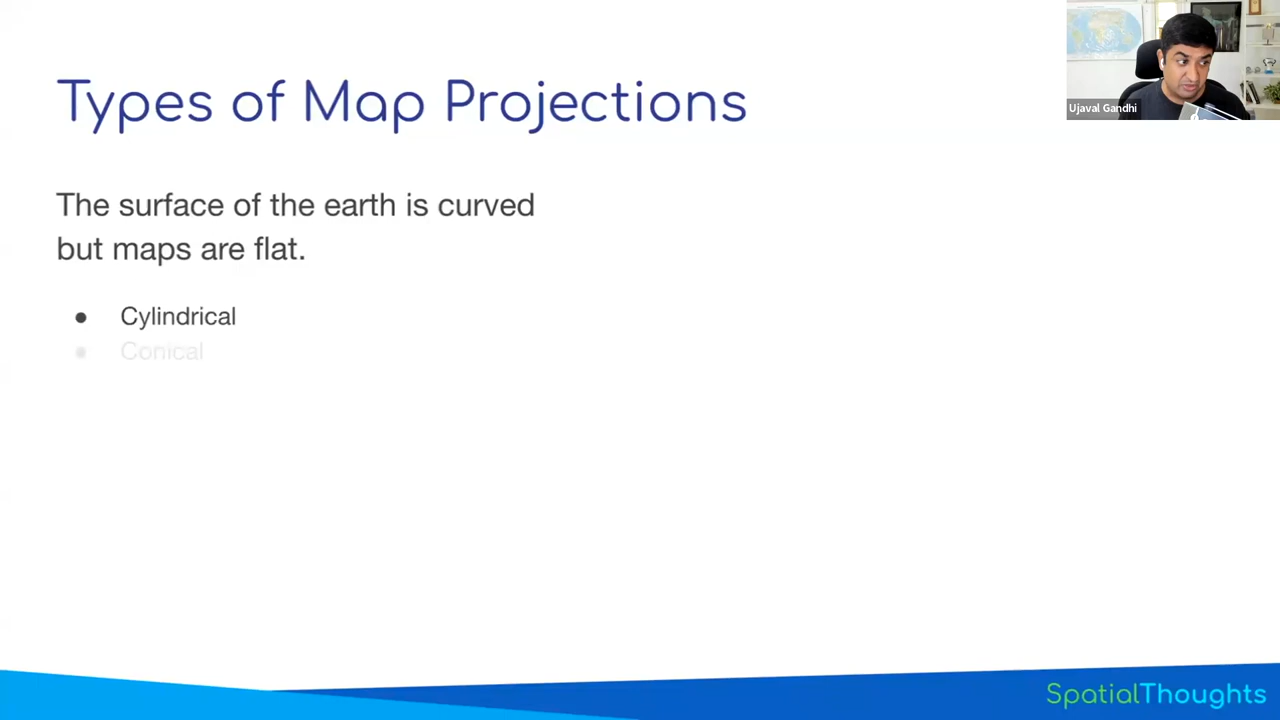 Types of Map Projections
Ujaval Gandhi
The surface of the earth is curved
but maps are flat.
● Cylindrical
● Conical
SpatialThoughts